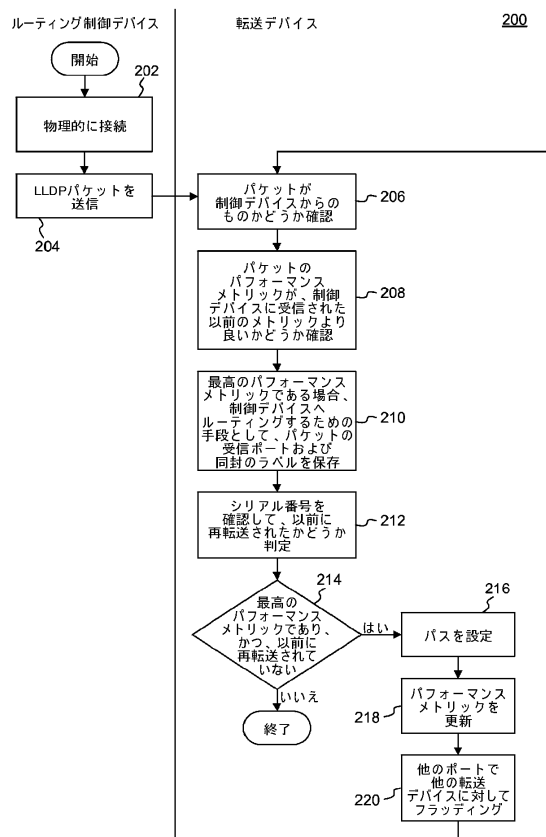 ルーティング制御デバイス
転送デバイス
200
開始
202
物理的に接続
LLDPパケットを
送信
204
パケットが
制御デバイスからの
ものかどうか確認
206
パケットの
パフォーマンス
メトリックが、制御
デバイスに受信された
以前のメトリックより
良いかどうか確認
208
最高のパフォーマンス
メトリックである場合、
制御デバイスへ
ルーティングするための
手段として、パケットの
受信ポートおよび
同封のラベルを保存
210
シリアル番号を
確認して、以前に
再転送されたかどうか
判定
212
214
最高の
パフォーマンス
メトリックであり、
かつ、以前に
再転送されて
いない
はい
いいえ
終了
216
パスを設定
パフォーマンス
メトリックを
更新
218
他のポートで
他の転送
デバイスに対して
フラッディング
220